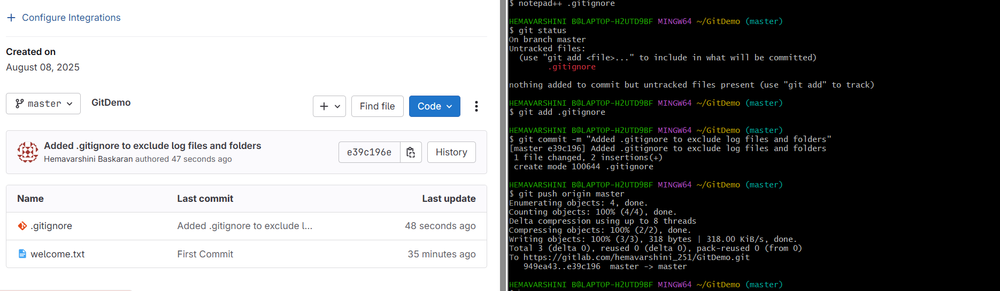 Configure Integrations
Created on
August 08, 2025
master
GitDemo
Find file
Code
Added .gitignore to exclude log files and folders
Hemavarshini Baskaran authored 47 seconds ago
e39c196e
History
Name Last commit Last update
.gitignore Added .gitignore to exclude l... 48 seconds ago
welcome.txt First Commit 35 minutes ago
$ notepad++ .gitignore
HEMAVARSHINI B@LAPTOP-H2UTD9BF MINGW64 ~/GitDemo (master)
$ git status
On branch master
Untracked files:
(use "git add <file>..." to include in what will be committed)
.gitignore
nothing added to commit but untracked files present (use "git add" to track)
HEMAVARSHINI B@LAPTOP-H2UTD9BF MINGW64 ~/GitDemo (master)
$ git add .gitignore
HEMAVARSHINI B@LAPTOP-H2UTD9BF MINGW64 ~/GitDemo (master)
$ git commit -m "Added .gitignore to exclude log files and folders"
[master e39c196] Added .gitignore to exclude log files and folders
1 file changed, 2 insertions(+)
create mode 100644 .gitignore
HEMAVARSHINI B@LAPTOP-H2UTD9BF MINGW64 ~/GitDemo (master)
$ git push origin master
Enumerating objects: 4, done.
Counting objects: 100% (4/4), done.
Delta compression using up to 8 threads
Compressing objects: 100% (2/2), done.
Writing objects: 100% (3/3), 318 bytes | 318.00 KiB/s, done.
Total 3 (delta 0), reused 0 (delta 0), pack-reused 0 (from 0)
To https://gitlab.com/hemavarshini_251/GitDemo.git
949ea43..e39c196 master -> master
HEMAVARSHINI B@LAPTOP-H2UTD9BF MINGW64 ~/GitDemo (master)